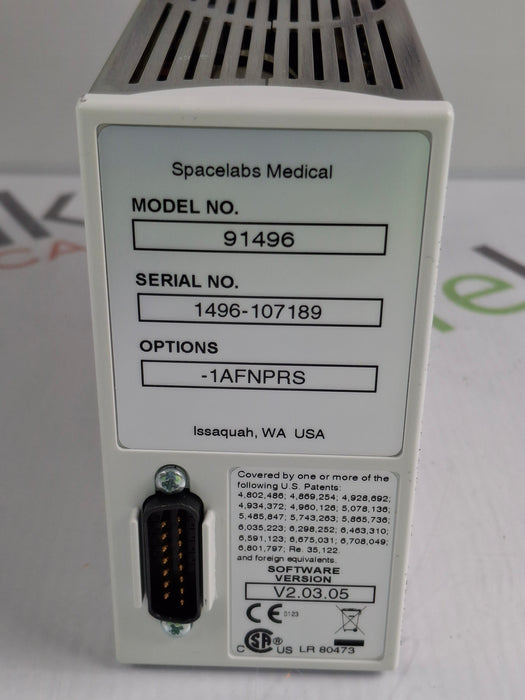 Spacelabs Medical
MODEL NO.
91496
SERIAL NO.
1496-107189
OPTIONS
-1AFNPRS
Issaquah, WA USA
Covered by one or more of the
following U.S. Patents:
4,802,486; 4,869,254; 4,928,692;
4,934,372; 4,960,126; 5,078,136;
5,485,847; 5,743,263; 5,865,736;
6,035,223; 6,298,252; 6,463,310;
6,591,123; 6,675,031; 6,708,049;
6,801,797; Re. 35,122.
and foreign equivalents.
SOFTWARE
VERSION
V2.03.05
CE 0123
C SA® US LR 80473